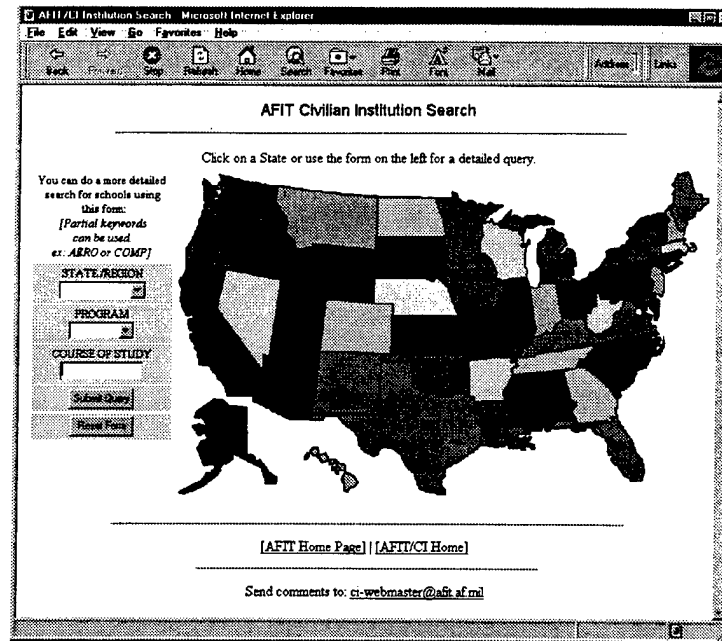 AFIT/CI Institution Search - Microsoft Internet Explorer
File Edit View Go Favorites Help
Back Forward Stop Refresh Home Search Favorites Print Font Mail Address Links
AFIT Civilian Institution Search
Click on a State or use the form on the left for a detailed query.
You can do a more detailed
search for schools using
this form:
[Partial keywords
can be used
ex: AERO or COMP]
STATE/REGION
PROGRAM
COURSE OF STUDY
Submit Query
Reset Form
[AFIT Home Page] | [AFIT/CI Home]
Send comments to: ci-webmaster@afit.af.mil